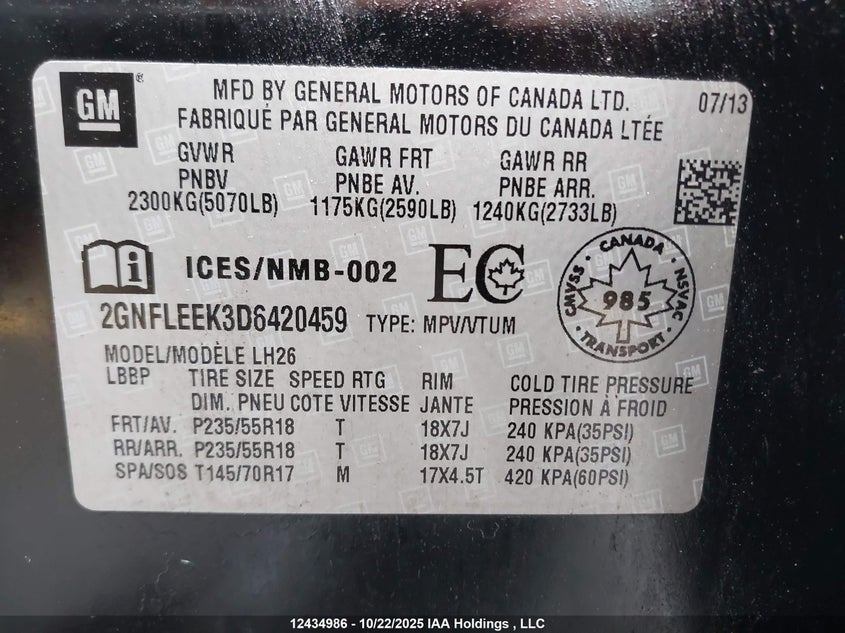 GM
®
MFD BY GENERAL MOTORS OF CANADA LTD. 07/13
FABRIQUÉ PAR GENERAL MOTORS DU CANADA LTÉE
GVWR GAWR FRT GAWR RR
PNBV PNBE AV. PNBE ARR.
2300KG(5070LB) 1175KG(2590LB) 1240KG(2733LB)
i ICES/NMB-002 EC
CANADA
CMVSS 985 NSVAC
TRANSPORT
2GNFLEEK3D6420459 TYPE: MPV/VTUM
MODEL/MODÈLE LH26
LBBP TIRE SIZE SPEED RTG RIM COLD TIRE PRESSURE
DIM. PNEU COTE VITESSE JANTE PRESSION À FROID
FRT/AV. P235/55R18 T 18X7J 240 KPA(35PSI)
RR/ARR. P235/55R18 T 18X7J 240 KPA(35PSI)
SPA/SOS T145/70R17 M 17X4.5T 420 KPA(60PSI)
12434986 - 10/22/2025 IAA Holdings , LLC